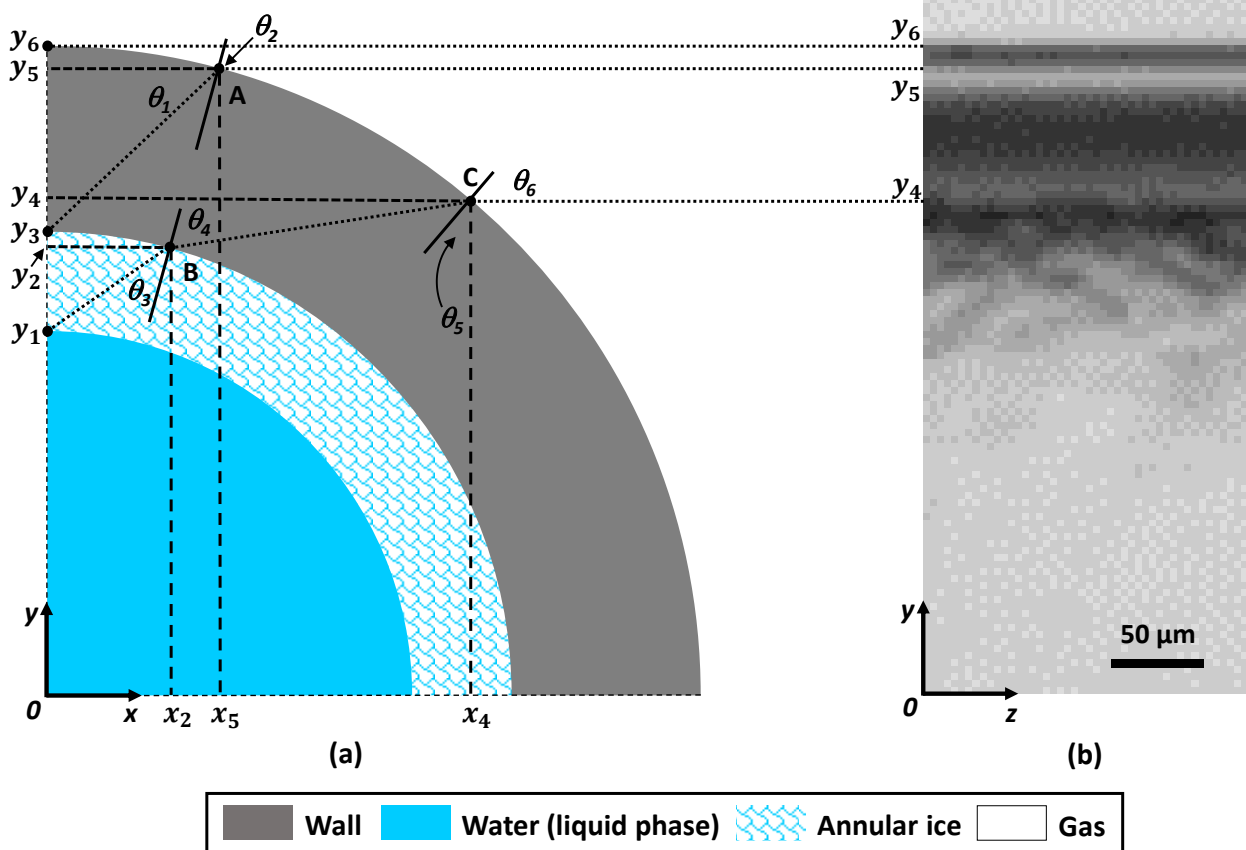 y₆
y₅
y₄
y₃
y₂
y₁
θ₁
θ₂
A
θ₄
B
θ₃
C
θ₆
θ₅
y
0
x
x₂
x₅
x₄
(a)
y₆
y₅
y₄
y
50 μm
0
z
(b)
Wall
Water (liquid phase)
Annular ice
Gas